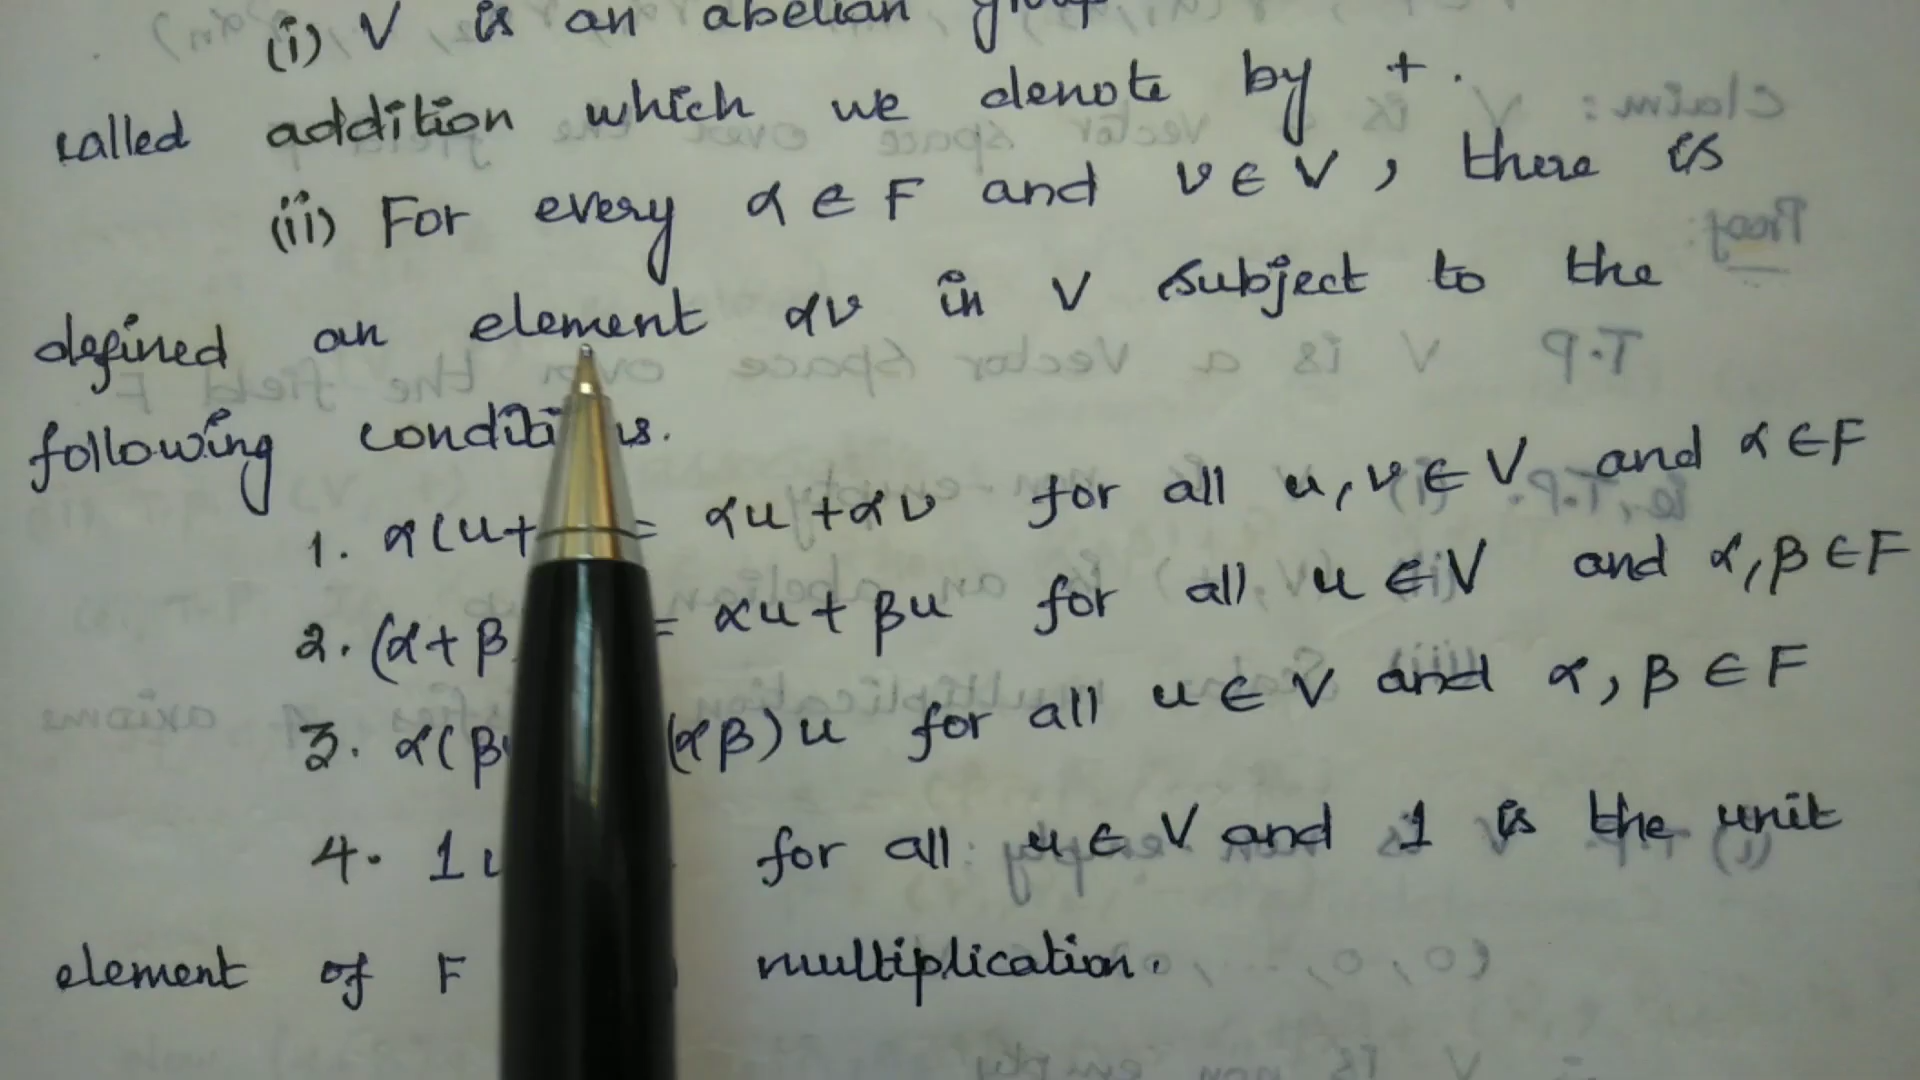 (i) V is an abelian group
called addition which we denote by + .
(ii) For every α ∈ F and v ∈ V , there is
defined an element αv in V subject to the
following
1. α(u+ = αu + αv for all u, v ∈ V and α ∈ F
2. (α+β = αu + βu for all u ∈ V and α, β ∈ F
3. α(β (αβ)u for all u ∈ V and α, β ∈ F
4. 1 for all u ∈ V and 1 is the unit
element of F multiplication.